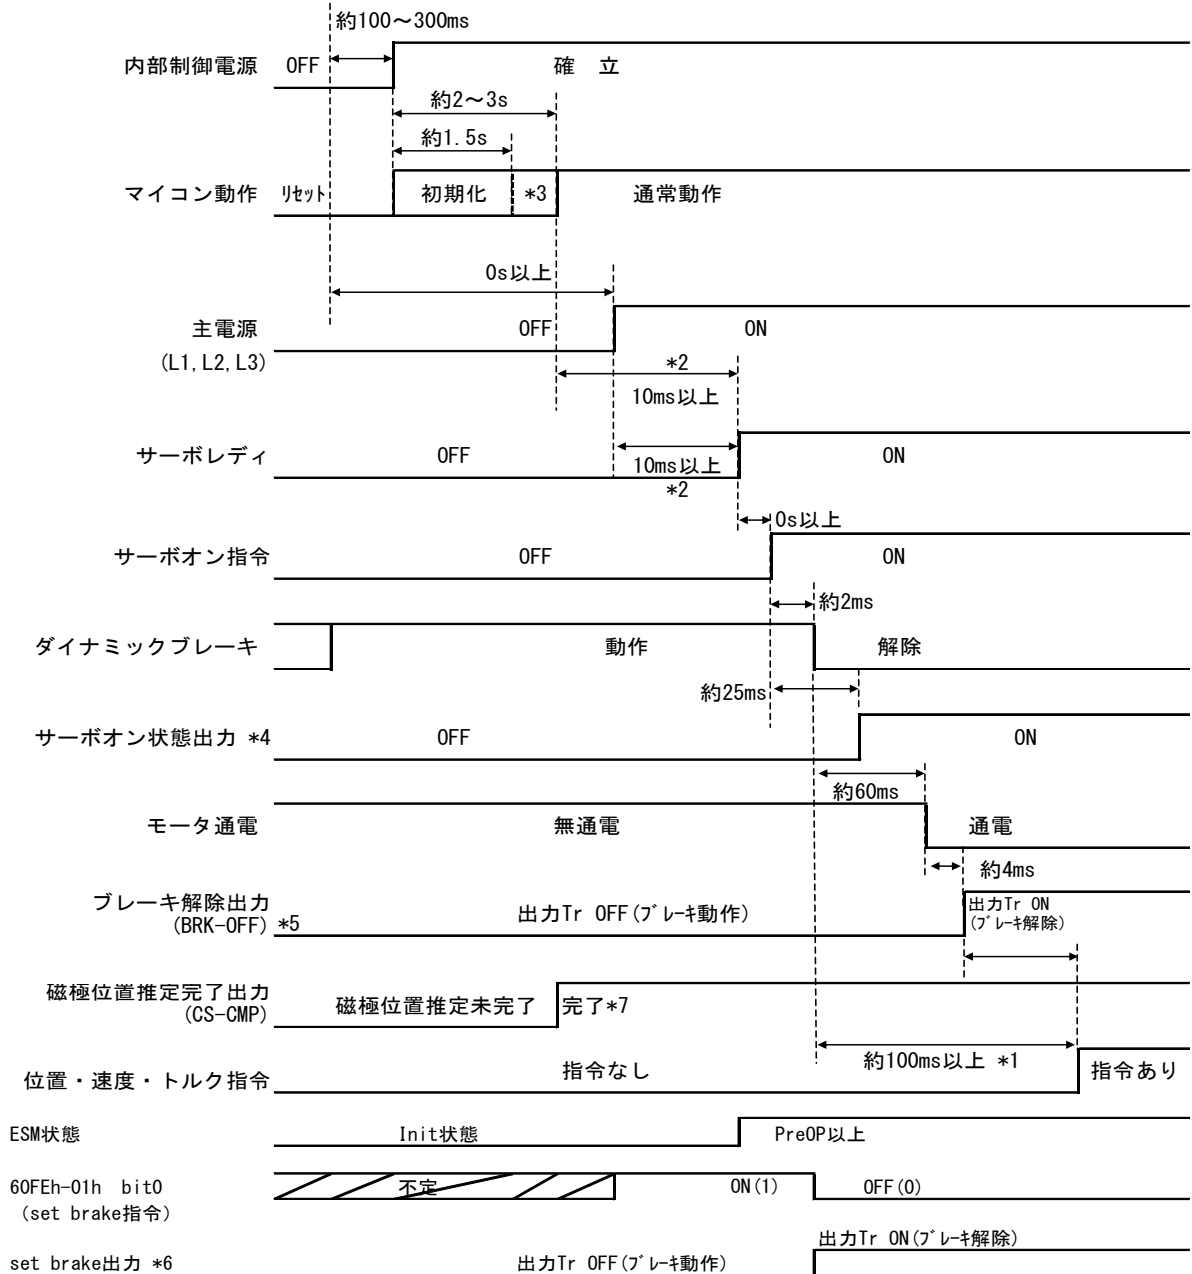 約100～300ms
内部制御電源 OFF 確 立
約2～3s
約1.5s
マイコン動作 ﾘｾｯﾄ 初期化 *3 通常動作
0s以上
主電源 OFF ON
(L1,L2,L3)
*2
10ms以上
サーボレディ OFF ON
10ms以上
*2
0s以上
サーボオン指令 OFF ON
約2ms
ダイナミックブレーキ 動作 解除
約25ms
サーボオン状態出力 *4 OFF ON
約60ms
モータ通電 無通電 通電
約4ms
ブレーキ解除出力
(BRK-OFF) *5
出力Tr OFF(ﾌﾞﾚｰｷ動作)
出力Tr ON
(ﾌﾞﾚｰｷ解除)
磁極位置推定完了出力
(CS-CMP)
磁極位置推定未完了 完了*7
約100ms以上 *1
位置・速度・トルク指令 指令なし 指令あり
ESM状態 Init状態 PreOP以上
60FEh-01h bit0 不定 ON(1) OFF(0)
(set brake指令)
出力Tr ON(ﾌﾞﾚｰｷ解除)
set brake出力 *6 出力Tr OFF(ﾌﾞﾚｰｷ動作)